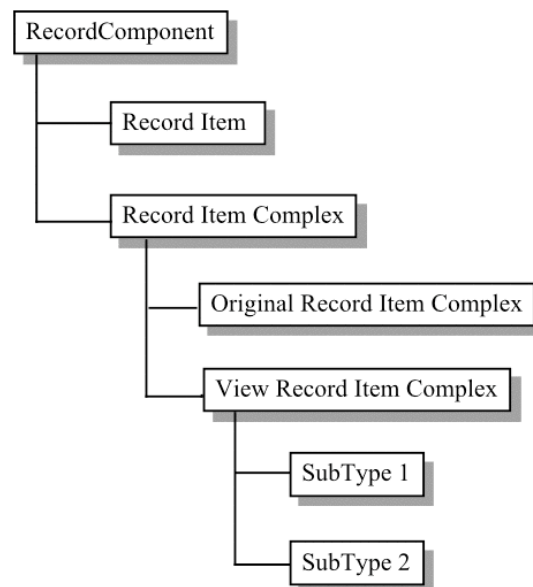 RecordComponent
Record Item
Record Item Complex
Original Record Item Complex
View Record Item Complex
SubType 1
SubType 2